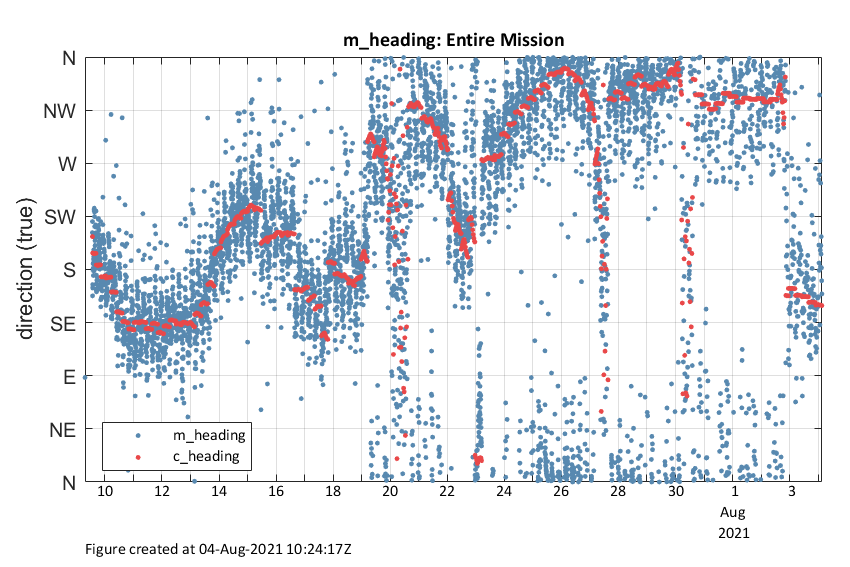 m_heading: Entire Mission
direction (true)
N
NW
W
SW
S
SE
E
NE
N
m_heading
c_heading
10 12 14 16 18 20 22 24 26 28 30 1 3
Aug
2021
Figure created at 04-Aug-2021 10:24:17Z